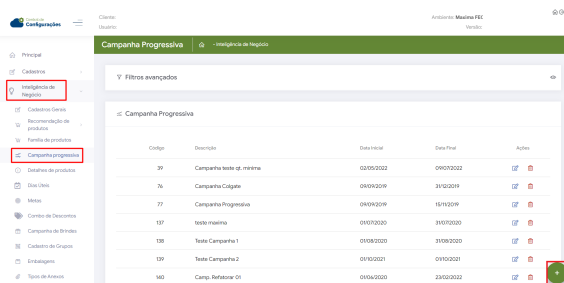 Central de
Configurações
Cliente:
Usuário:
Ambiente: Maxima FEC
Versão:
Campanha Progressiva
- Inteligência de Negócio
Principal
Cadastros
Inteligência de
Negócio
Cadastros Gerais
Recomendação de
produtos
Família de produtos
Campanha progressiva
Detalhes de produtos
Dias Úteis
Metas
Combo de Descontos
Campanha de Brindes
Cadastro de Grupos
Embalagens
Tipos de Anexos
Filtros avançados
Campanha Progressiva
Código Descrição Data Inicial Data Final Ações
39 Campanha teste qt. minima 02/05/2022 09/07/2022
76 Campanha Colgate 09/09/2019 31/12/2019
77 Campanha Progressiva 09/09/2019 15/11/2019
137 teste maxima 01/07/2020 31/07/2020
138 Teste Campanha 1 01/08/2020 31/08/2020
139 Teste Campanha 2 01/10/2021 01/10/2021
140 Camp. Refatorar 01 01/06/2020 23/02/2022
+